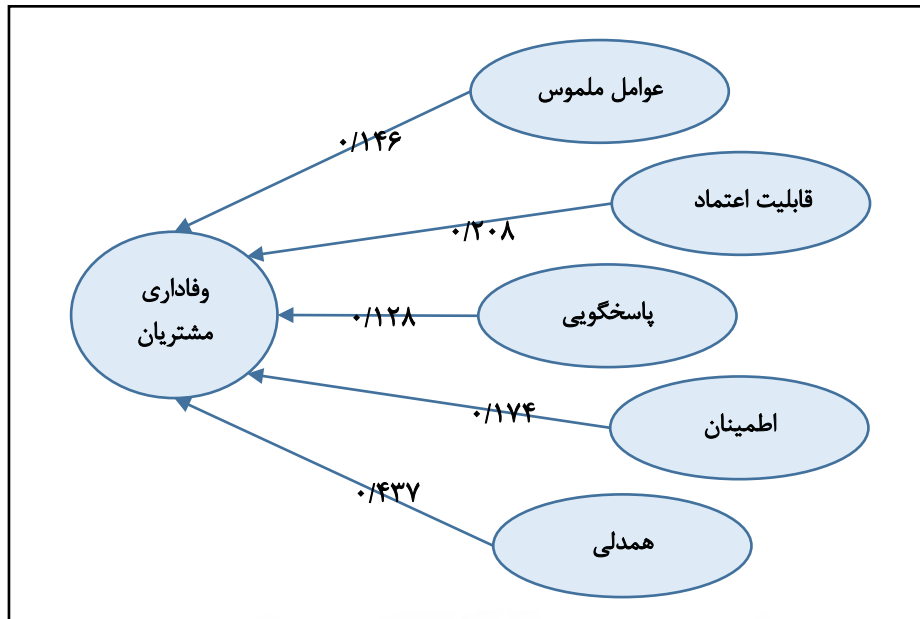 عوامل ملموس
۰/۱۴۶
قابلیت اعتماد
۰/۲۰۸
وفاداری
مشتریان
پاسخگویی
۰/۱۲۸
اطمینان
۰/۱۷۴
همدلی
۰/۴۳۷